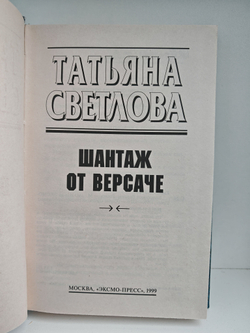 ТАТЬЯНА
СВЕТЛОВА
ШАНТАЖ
ОТ ВЕРСАЧЕ
МОСКВА, «ЭКСМО-ПРЕСС», 1999